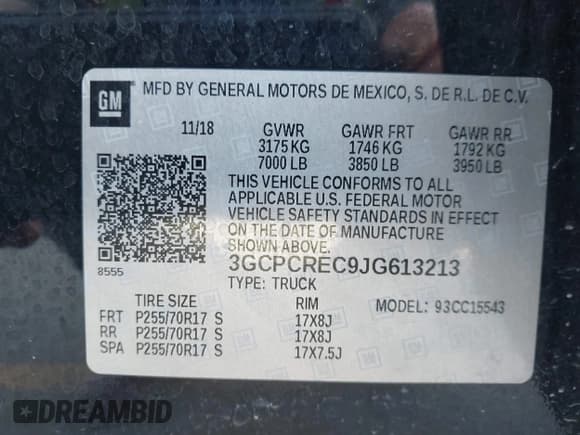 GM MFD BY GENERAL MOTORS DE MEXICO, S. DE R.L. DE C.V.
11/18 GVWR GAWR FRT GAWR RR
3175 KG 1746 KG 1792 KG
7000 LB 3850 LB 3950 LB
THIS VEHICLE CONFORMS TO ALL
APPLICABLE U.S. FEDERAL MOTOR
VEHICLE SAFETY STANDARDS IN EFFECT
ON THE DATE OF MANUFACTURE
SHOWN ABOVE.
8555 3GCPCREC9JG613213
TYPE: TRUCK
TIRE SIZE RIM MODEL: 93CC15543
FRT P255/70R17 S 17X8J
RR P255/70R17 S 17X8J
SPA P255/70R17 S 17X7.5J
DREAMBID